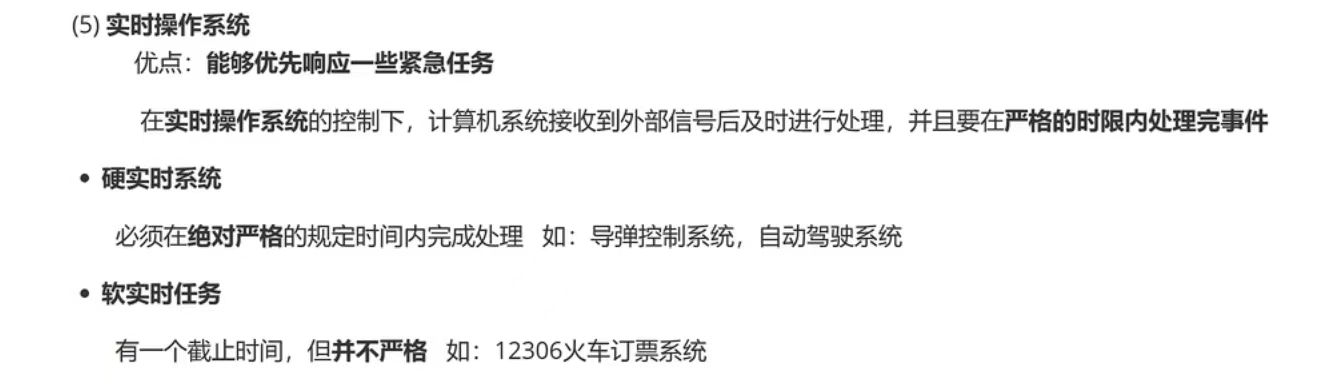 (5) 实时操作系统
优点：能够优先响应一些紧急任务
在实时操作系统的控制下，计算机系统接收到外部信号后及时进行处理，并且要在严格的时限内处理完事件
• 硬实时系统
必须在绝对严格的规定时间内完成处理 如：导弹控制系统，自动驾驶系统
• 软实时任务
有一个截止时间，但并不严格 如：12306火车订票系统